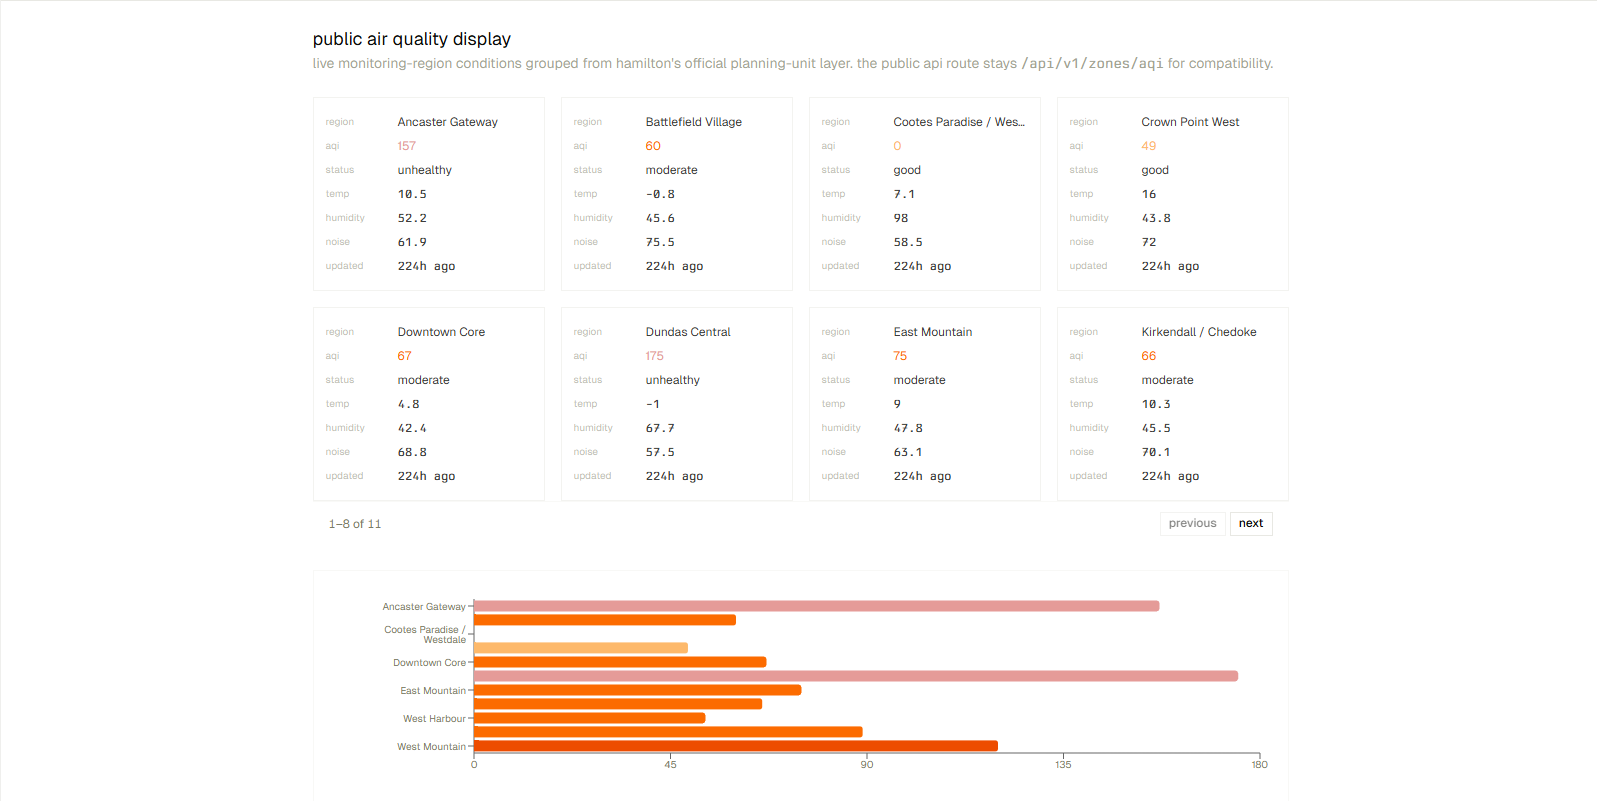 public air quality display
live monitoring-region conditions grouped from hamilton's official planning-unit layer. the public api route stays /api/v1/zones/aqi for compatibility.
region Ancaster Gateway
aqi 157
status unhealthy
temp 10.5
humidity 52.2
noise 61.9
updated 224h ago
region Battlefield Village
aqi 60
status moderate
temp -0.8
humidity 45.6
noise 75.5
updated 224h ago
region Cootes Paradise / Wes...
aqi 0
status good
temp 7.1
humidity 98
noise 58.5
updated 224h ago
region Crown Point West
aqi 49
status good
temp 16
humidity 43.8
noise 72
updated 224h ago
region Downtown Core
aqi 67
status moderate
temp 4.8
humidity 42.4
noise 68.8
updated 224h ago
region Dundas Central
aqi 175
status unhealthy
temp -1
humidity 67.7
noise 57.5
updated 224h ago
region East Mountain
aqi 75
status moderate
temp 9
humidity 47.8
noise 63.1
updated 224h ago
region Kirkendall / Chedoke
aqi 66
status moderate
temp 10.3
humidity 45.5
noise 70.1
updated 224h ago
1–8 of 11
previous next
Ancaster Gateway
Cootes Paradise /
Westdale
Downtown Core
East Mountain
West Harbour
West Mountain
0 45 90 135 180